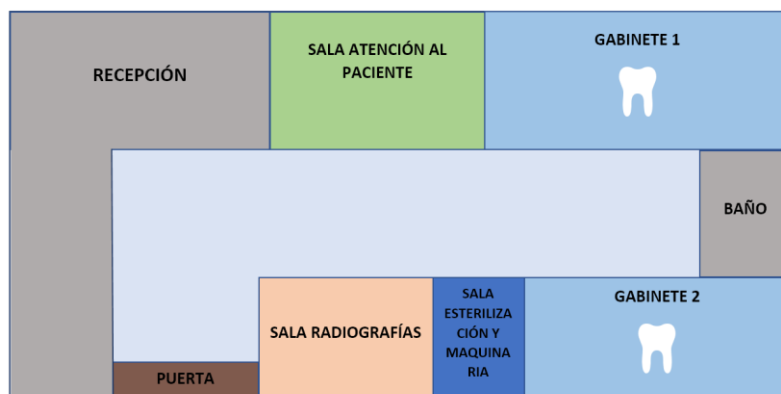 RECEPCIÓN
SALA ATENCIÓN AL
PACIENTE
GABINETE 1
BAÑO
SALA RADIOGRAFÍAS
SALA
ESTERILIZA
CIÓN Y
MAQUINA
RIA
GABINETE 2
PUERTA